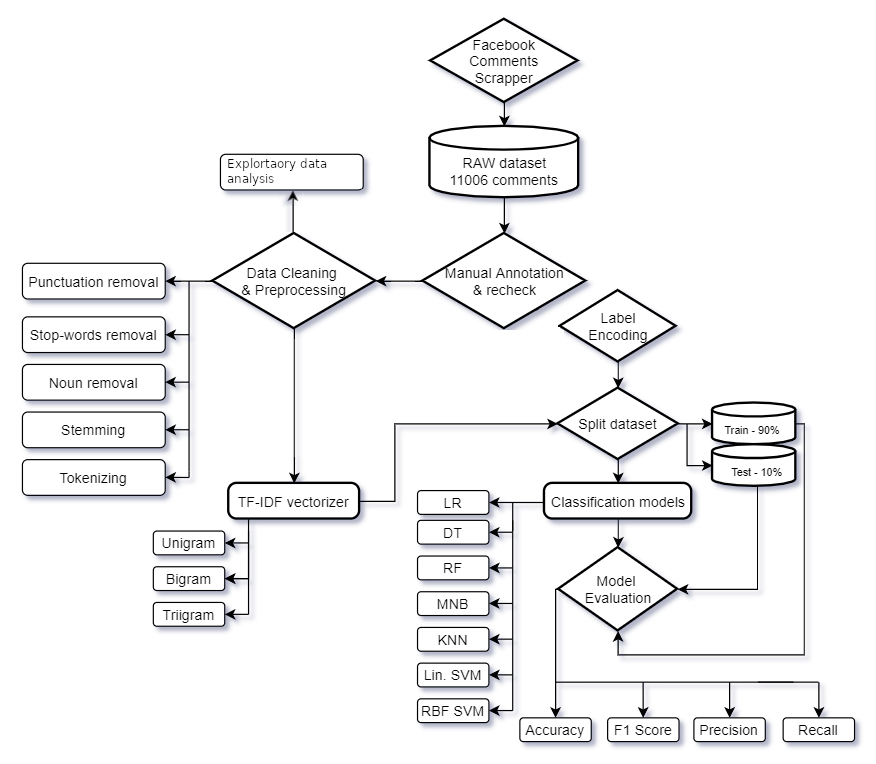 Facebook
Comments
Scrapper
RAW dataset
11006 comments
Explortaory data
analysis
Manual Annotation
& recheck
Data Cleaning
& Preprocessing
Punctuation removal
Stop-words removal
Noun removal
Stemming
Tokenizing
Label
Encoding
Split dataset
Train - 90%
Test - 10%
TF-IDF vectorizer
Unigram
Bigram
Triigram
Classification models
LR
DT
RF
MNB
KNN
Lin. SVM
RBF SVM
Model
Evaluation
Accuracy
F1 Score
Precision
Recall